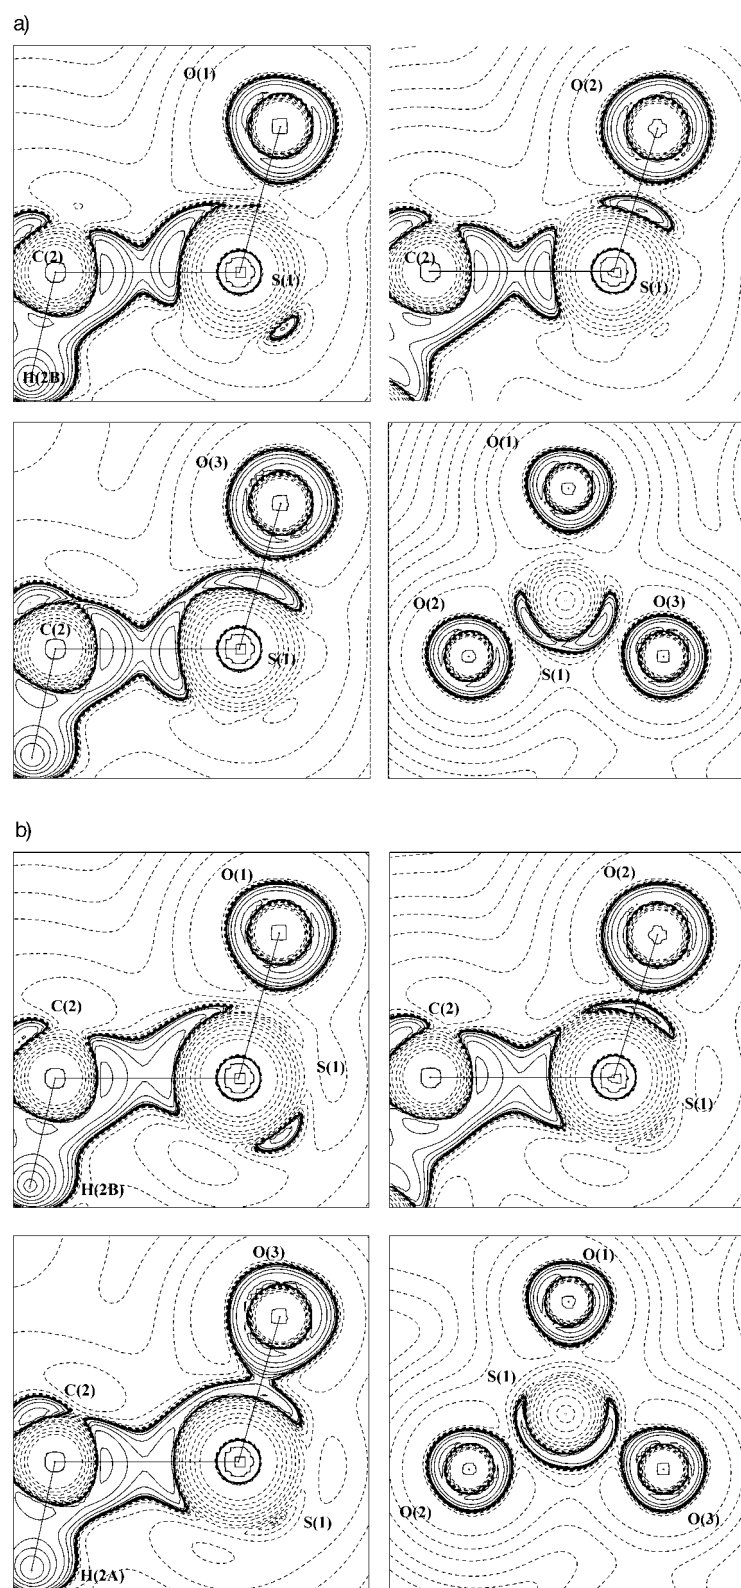 a)
O(1)
C(2)
S(1)
H(2B)
O(2)
C(2)
S(1)
O(3)
C(2)
S(1)
O(1)
O(2)
O(3)
S(1)
b)
O(1)
C(2)
S(1)
H(2B)
O(2)
C(2)
S(1)
O(3)
C(2)
S(1)
H(2A)
O(1)
S(1)
O(2)
O(3)